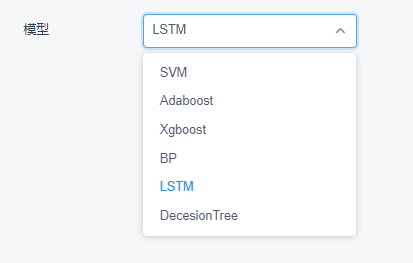 模型 LSTM
SVM
Adaboost
Xgboost
BP
LSTM
DecesionTree